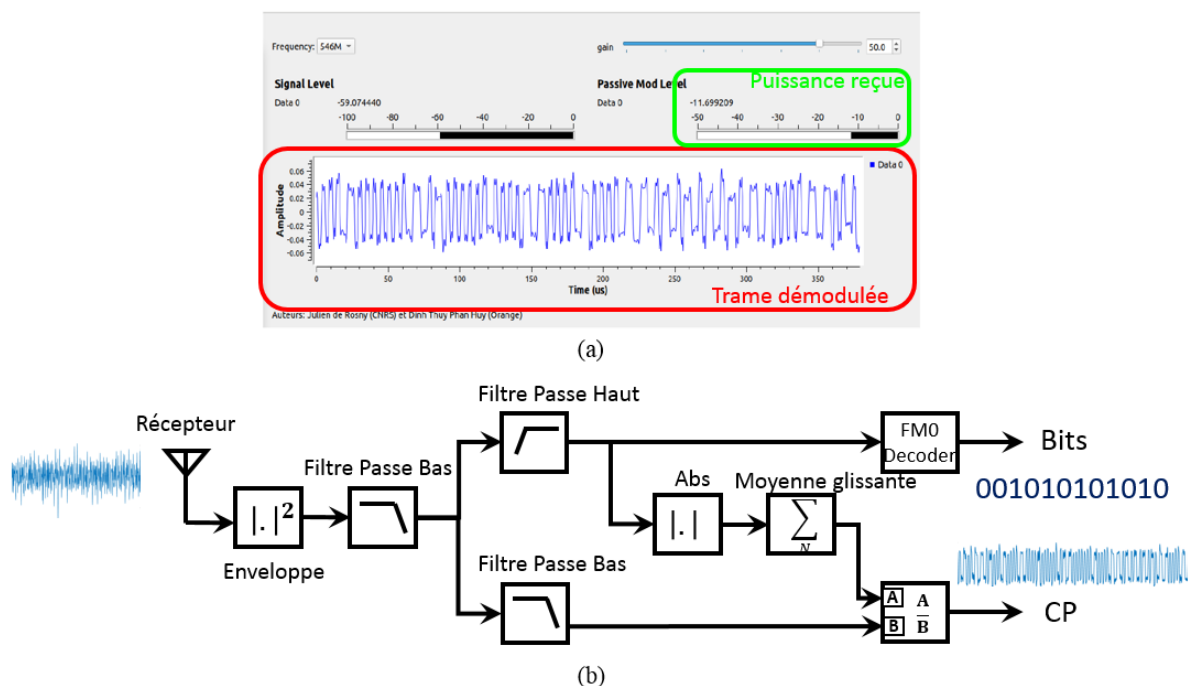 Frequency: 546M
gain 50.0
Signal Level
Passive Mod Level
Puissance reçue
Data 0 -59.074440
Data 0 -11.699209
-100 -80 -60 -40 -20 0
-50 -40 -30 -20 -10 0
Data 0
0.06
0.04
0.02
0
-0.02
-0.04
-0.06
Amplitude
0 50 100 150 200 250 300 350
Time (us)
Trame démodulée
Auteurs: Julien de Rosny (CNRS) et Dinh Thuy Phan Huy (Orange)
(a)
Filtre Passe Haut
Récepteur
FM0
Decoder
Bits
Filtre Passe Bas
Abs
Moyenne glissante
001010101010
|.|²
|.|
∑
N
Enveloppe
Filtre Passe Bas
A
B
A
B
CP
(b)